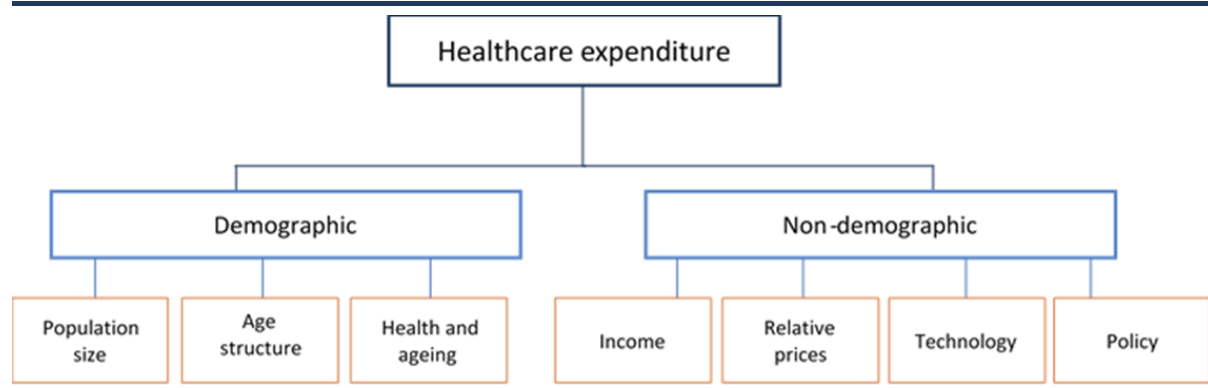 Healthcare expenditure
Demographic
Non-demographic
Population
size
Age
structure
Health and
ageing
Income
Relative
prices
Technology
Policy